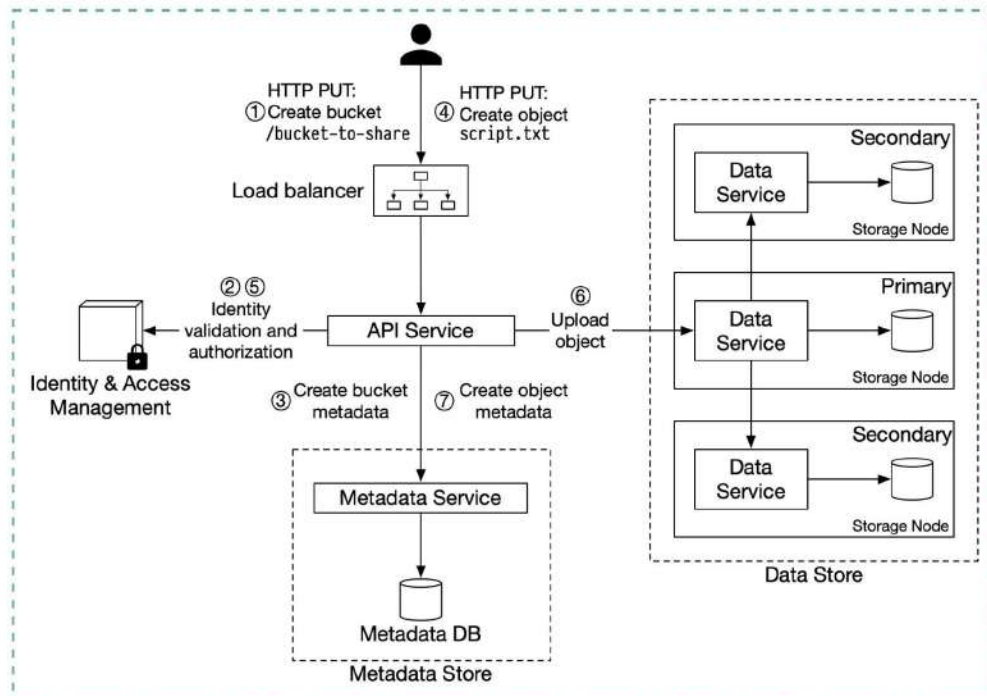 HTTP PUT:
① Create bucket
/bucket-to-share
HTTP PUT:
④ Create object
script.txt
Load balancer
② ⑤
Identity
validation and
authorization
API Service
⑥
Upload
object
Identity & Access
Management
③ Create bucket
metadata
⑦ Create object
metadata
Metadata Service
Metadata DB
Metadata Store
Secondary
Data
Service
Storage Node
Primary
Data
Service
Storage Node
Secondary
Data
Service
Storage Node
Data Store